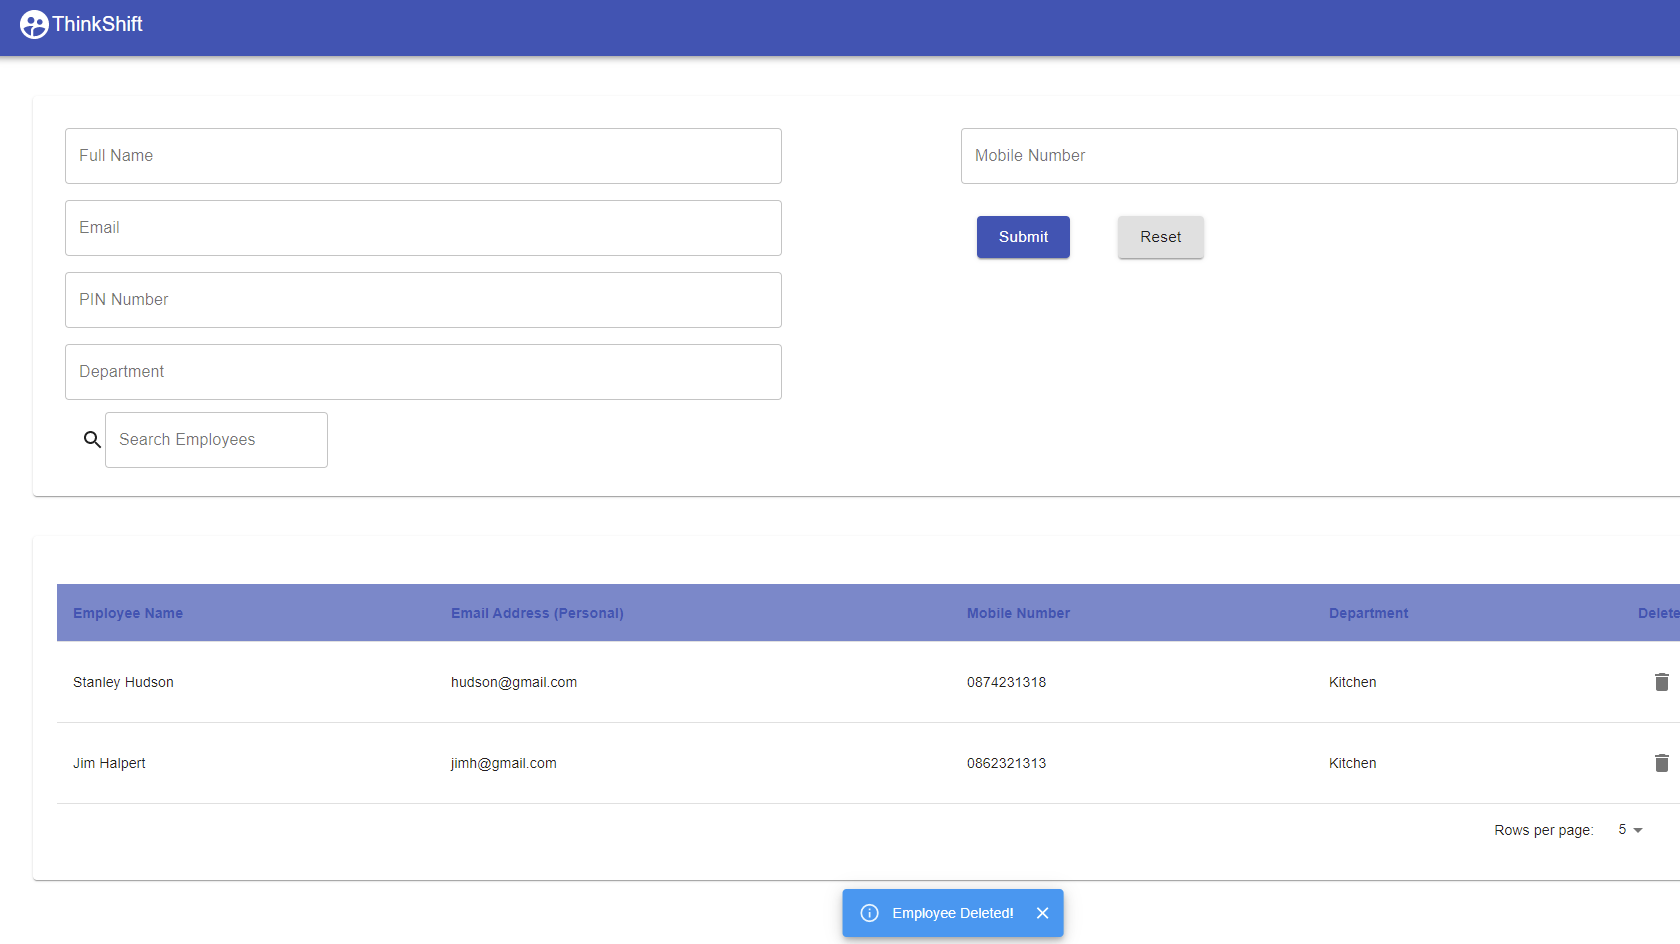 ThinkShift
Full Name
Mobile Number
Email
Submit
Reset
PIN Number
Department
Search Employees
Employee Name Email Address (Personal) Mobile Number Department Delete
Stanley Hudson hudson@gmail.com 0874231318 Kitchen
Jim Halpert jimh@gmail.com 0862321313 Kitchen
Rows per page: 5
Employee Deleted!